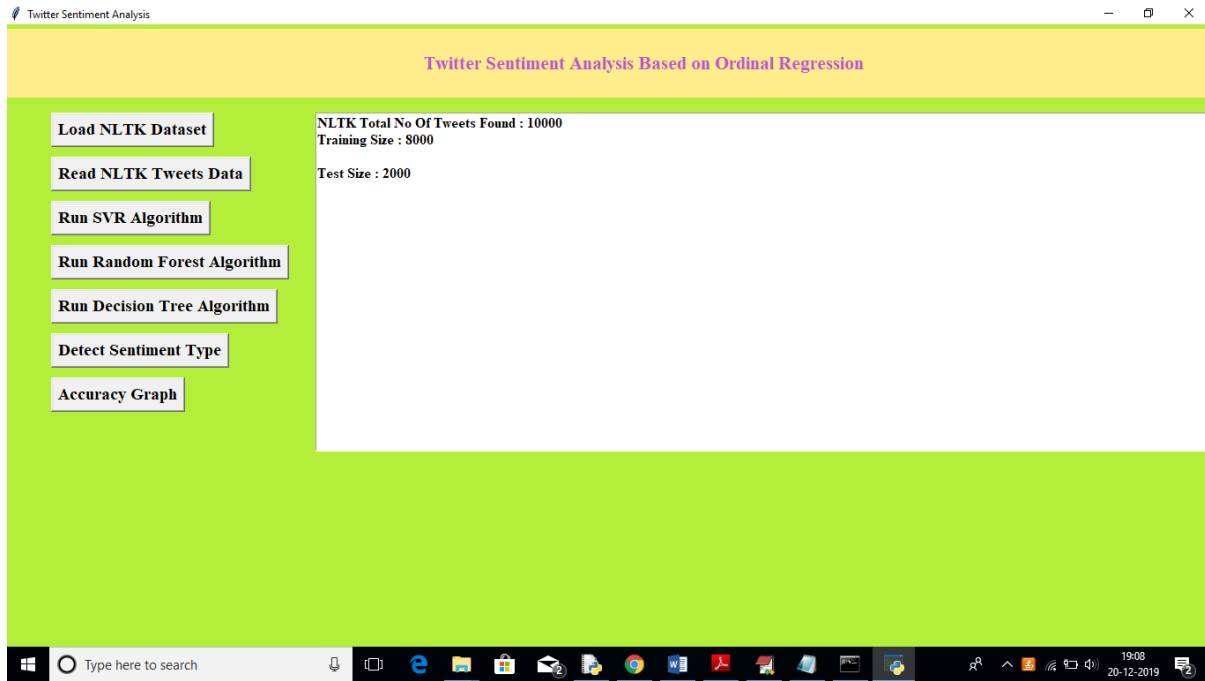 Twitter Sentiment Analysis
Twitter Sentiment Analysis Based on Ordinal Regression
Load NLTK Dataset
Read NLTK Tweets Data
Run SVR Algorithm
Run Random Forest Algorithm
Run Decision Tree Algorithm
Detect Sentiment Type
Accuracy Graph
NLTK Total No Of Tweets Found : 10000
Training Size : 8000
Test Size : 2000
Type here to search
2
19:08
20-12-2019
2